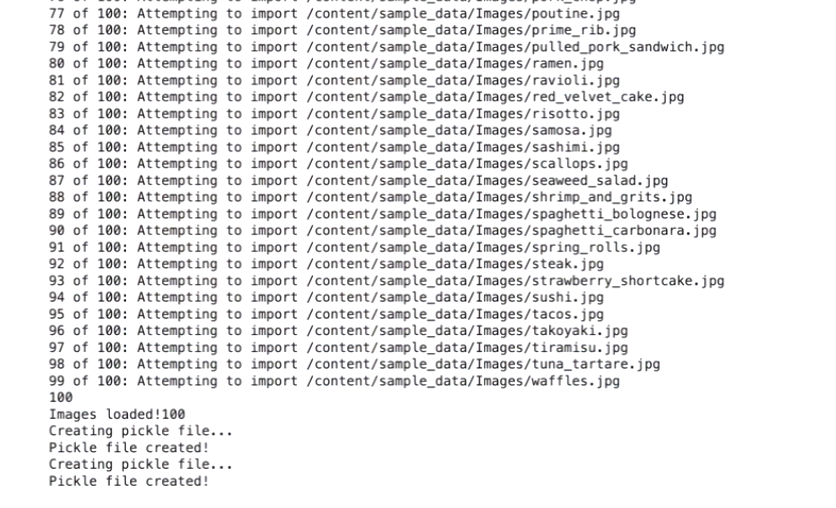 77 of 100: Attempting to import /content/sample_data/Images/poutine.jpg
78 of 100: Attempting to import /content/sample_data/Images/prime_rib.jpg
79 of 100: Attempting to import /content/sample_data/Images/pulled_pork_sandwich.jpg
80 of 100: Attempting to import /content/sample_data/Images/ramen.jpg
81 of 100: Attempting to import /content/sample_data/Images/ravioli.jpg
82 of 100: Attempting to import /content/sample_data/Images/red_velvet_cake.jpg
83 of 100: Attempting to import /content/sample_data/Images/risotto.jpg
84 of 100: Attempting to import /content/sample_data/Images/samosa.jpg
85 of 100: Attempting to import /content/sample_data/Images/sashimi.jpg
86 of 100: Attempting to import /content/sample_data/Images/scallops.jpg
87 of 100: Attempting to import /content/sample_data/Images/seaweed_salad.jpg
88 of 100: Attempting to import /content/sample_data/Images/shrimp_and_grits.jpg
89 of 100: Attempting to import /content/sample_data/Images/spaghetti_bolognese.jpg
90 of 100: Attempting to import /content/sample_data/Images/spaghetti_carbonara.jpg
91 of 100: Attempting to import /content/sample_data/Images/spring_rolls.jpg
92 of 100: Attempting to import /content/sample_data/Images/steak.jpg
93 of 100: Attempting to import /content/sample_data/Images/strawberry_shortcake.jpg
94 of 100: Attempting to import /content/sample_data/Images/sushi.jpg
95 of 100: Attempting to import /content/sample_data/Images/tacos.jpg
96 of 100: Attempting to import /content/sample_data/Images/takoyaki.jpg
97 of 100: Attempting to import /content/sample_data/Images/tiramisu.jpg
98 of 100: Attempting to import /content/sample_data/Images/tuna_tartare.jpg
99 of 100: Attempting to import /content/sample_data/Images/waffles.jpg
100
Images loaded!100
Creating pickle file...
Pickle file created!
Creating pickle file...
Pickle file created!